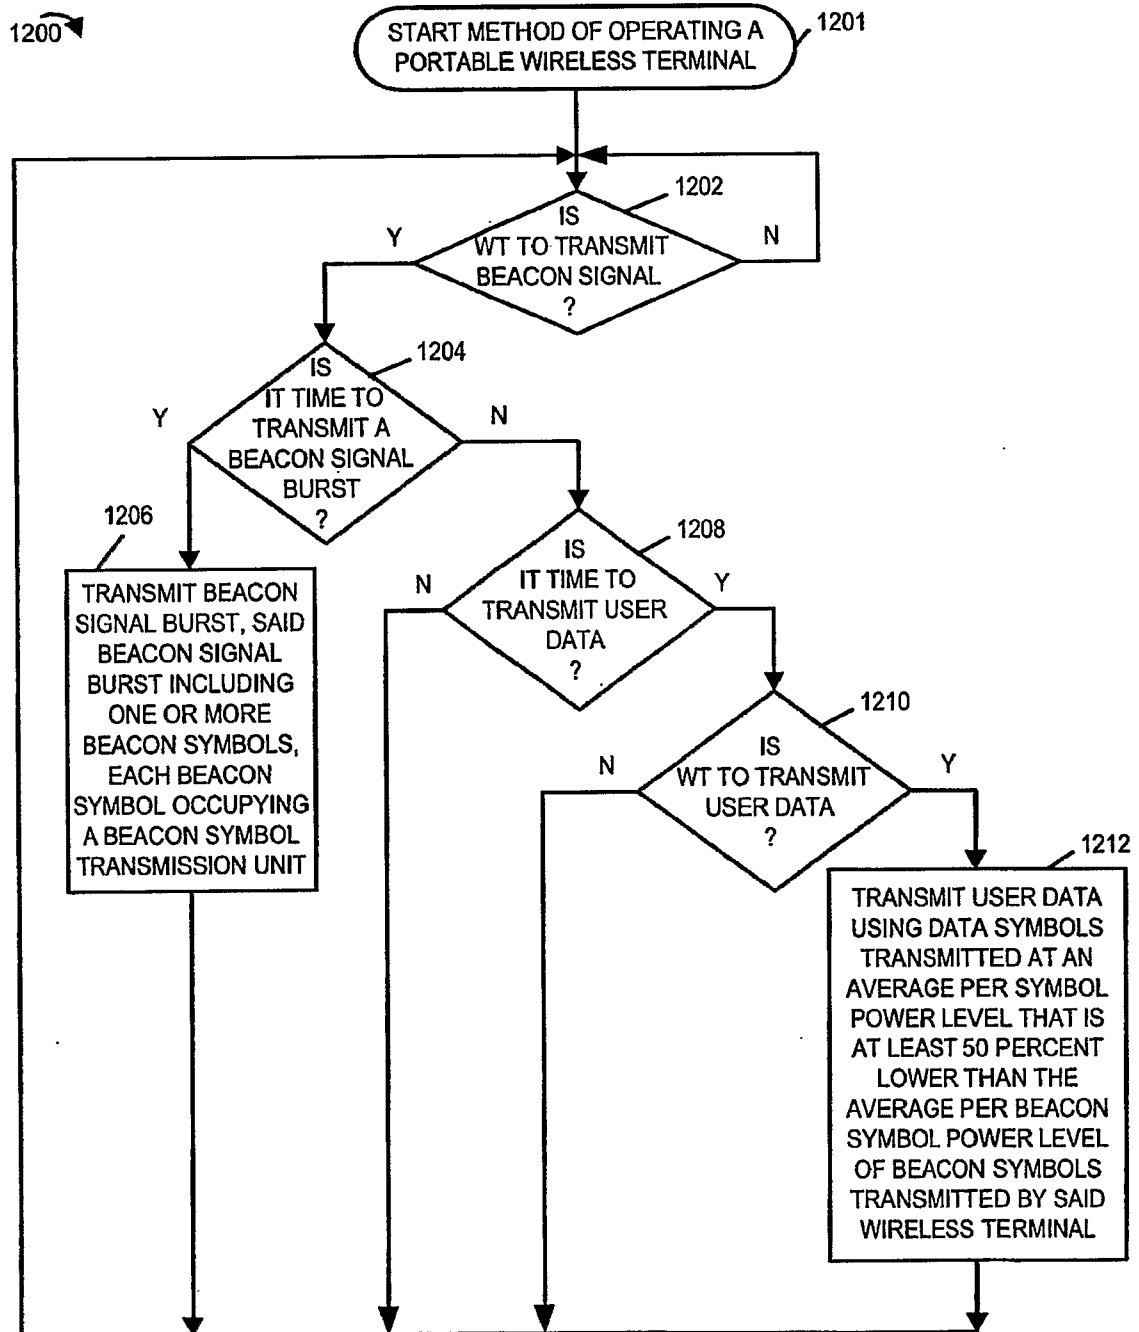 1200
START METHOD OF OPERATING A
PORTABLE WIRELESS TERMINAL
1201
1202
IS
WT TO TRANSMIT
BEACON SIGNAL
?
Y
N
1204
IS
IT TIME TO
TRANSMIT A
BEACON SIGNAL
BURST
?
Y
N
1206
TRANSMIT BEACON
SIGNAL BURST, SAID
BEACON SIGNAL
BURST INCLUDING
ONE OR MORE
BEACON SYMBOLS,
EACH BEACON
SYMBOL OCCUPYING
A BEACON SYMBOL
TRANSMISSION UNIT
1208
IS
IT TIME TO
TRANSMIT USER
DATA
?
N
Y
1210
IS
WT TO TRANSMIT
USER DATA
?
N
Y
1212
TRANSMIT USER DATA
USING DATA SYMBOLS
TRANSMITTED AT AN
AVERAGE PER SYMBOL
POWER LEVEL THAT IS
AT LEAST 50 PERCENT
LOWER THAN THE
AVERAGE PER BEACON
SYMBOL POWER LEVEL
OF BEACON SYMBOLS
TRANSMITTED BY SAID
WIRELESS TERMINAL